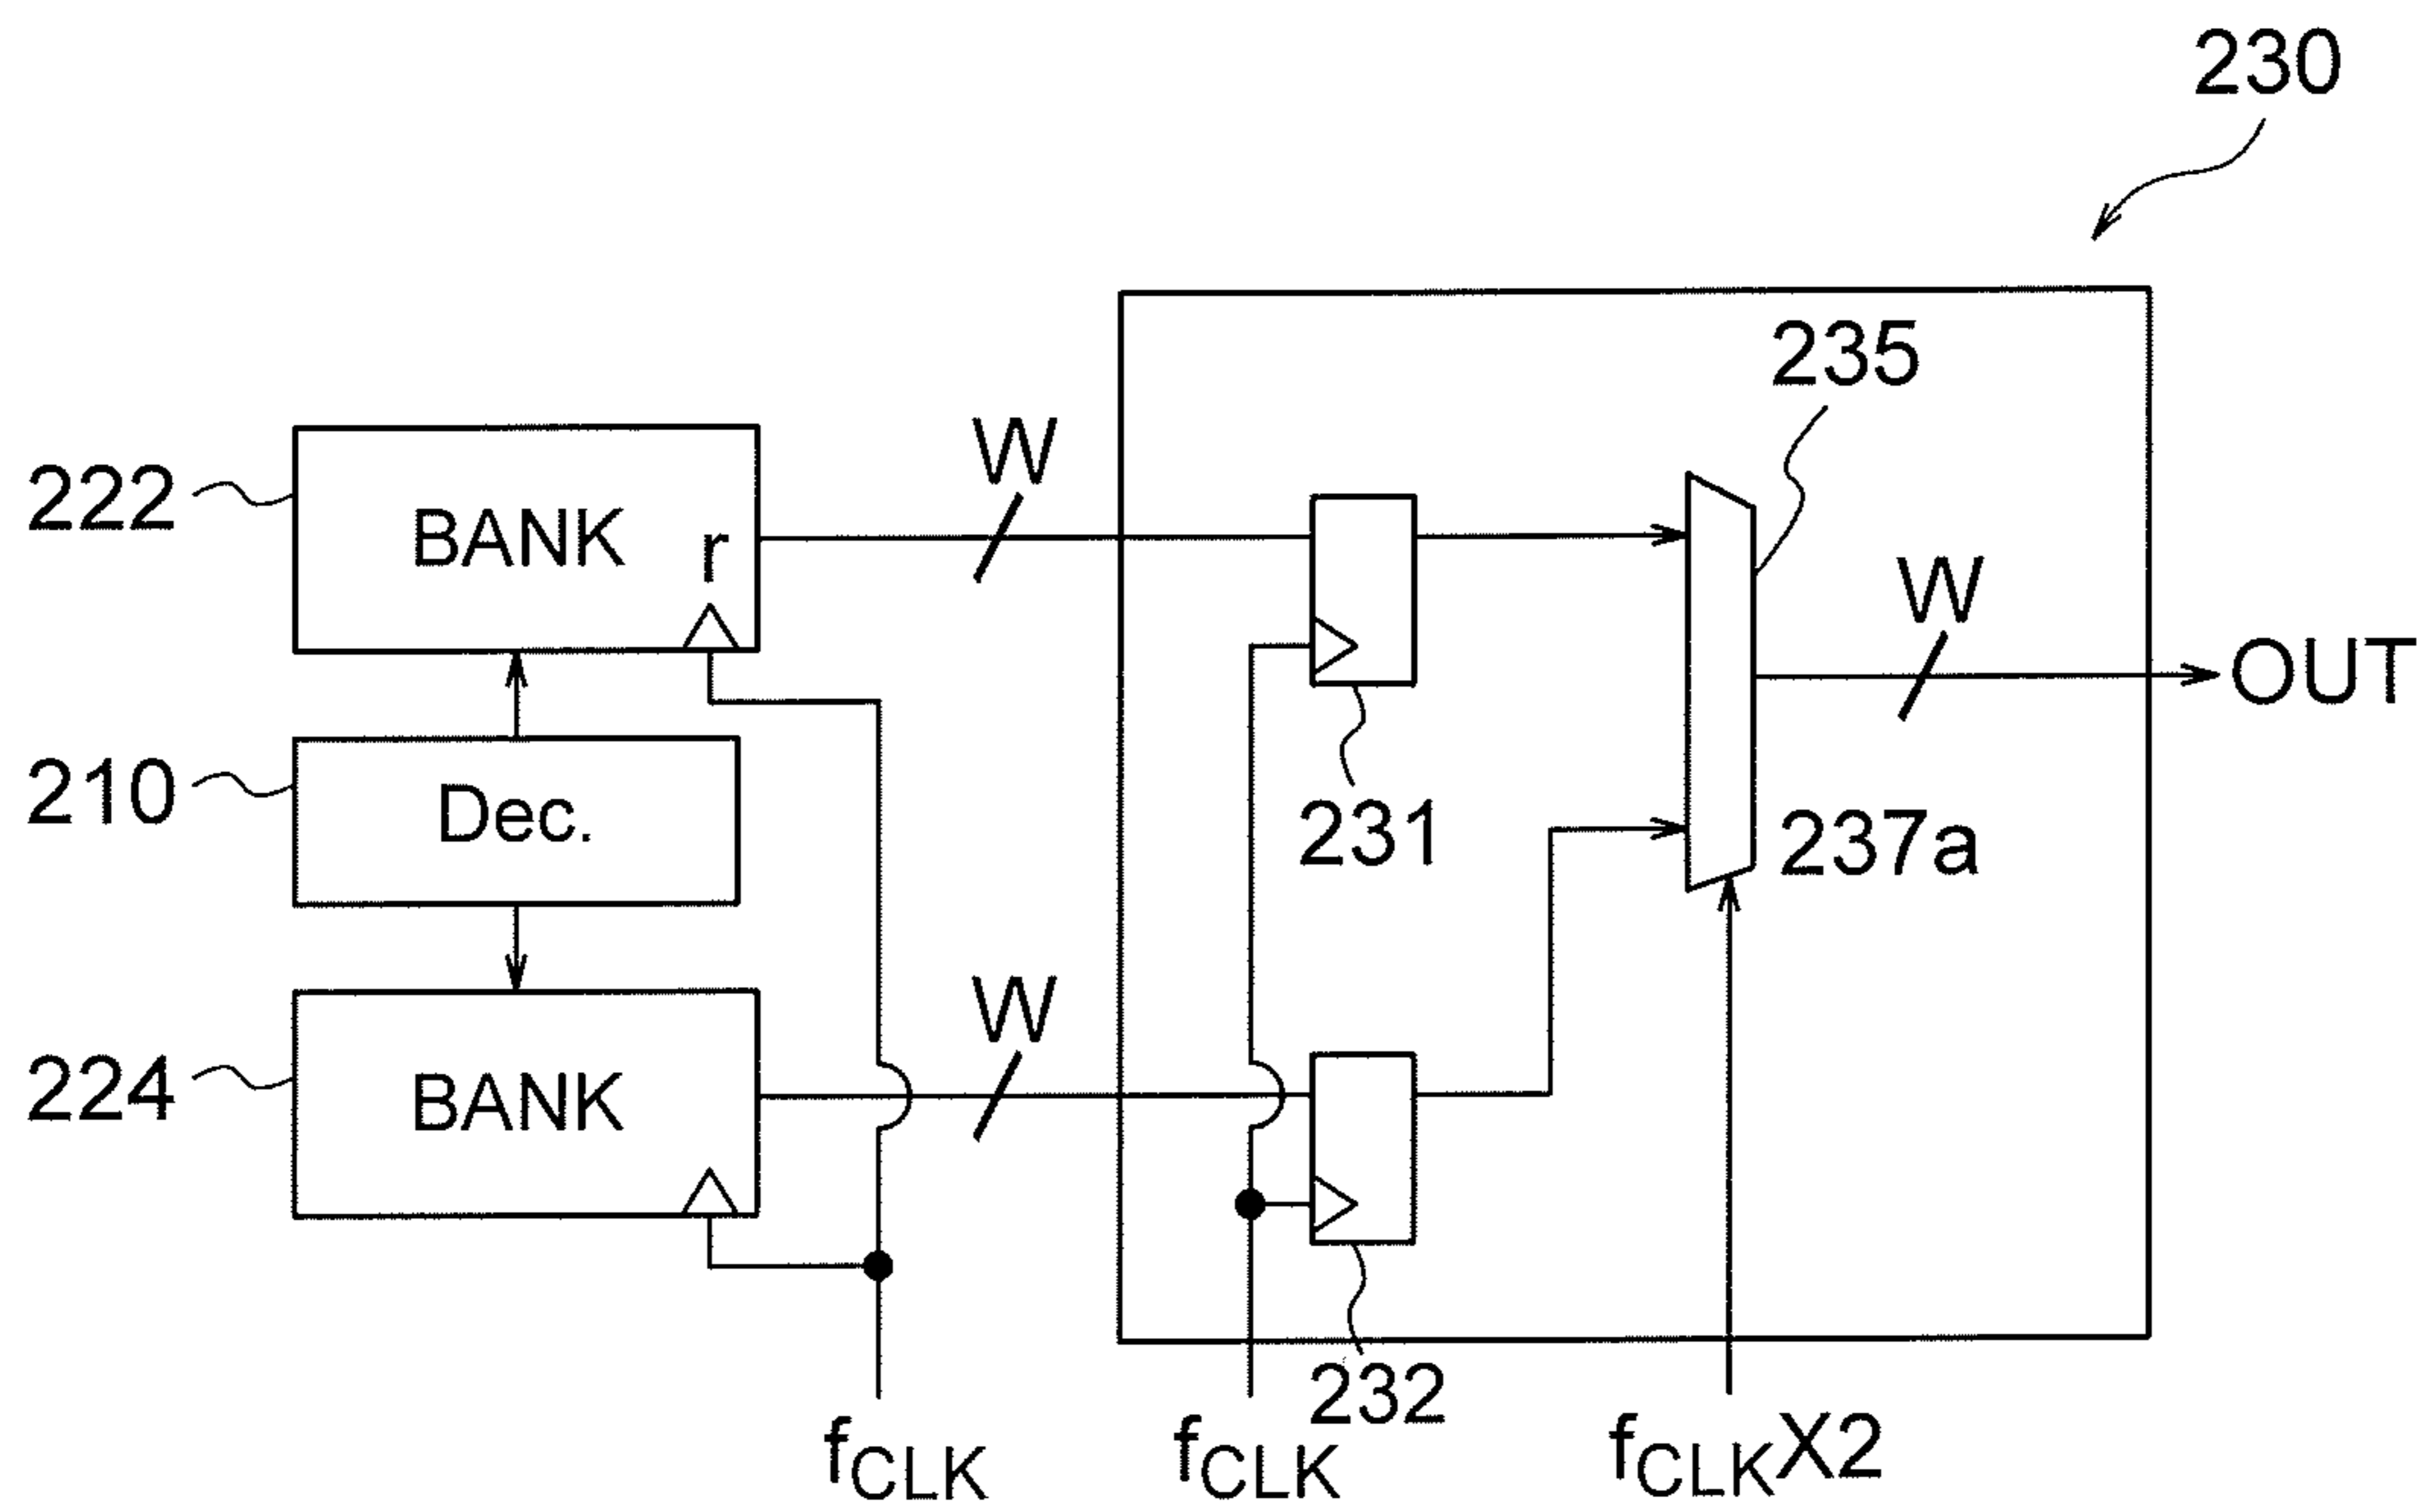 230
235
222
BANK
r
W
W
OUT
210
Dec.
231
237a
224
BANK
W
232
fCLK
fCLK
fCLKX2